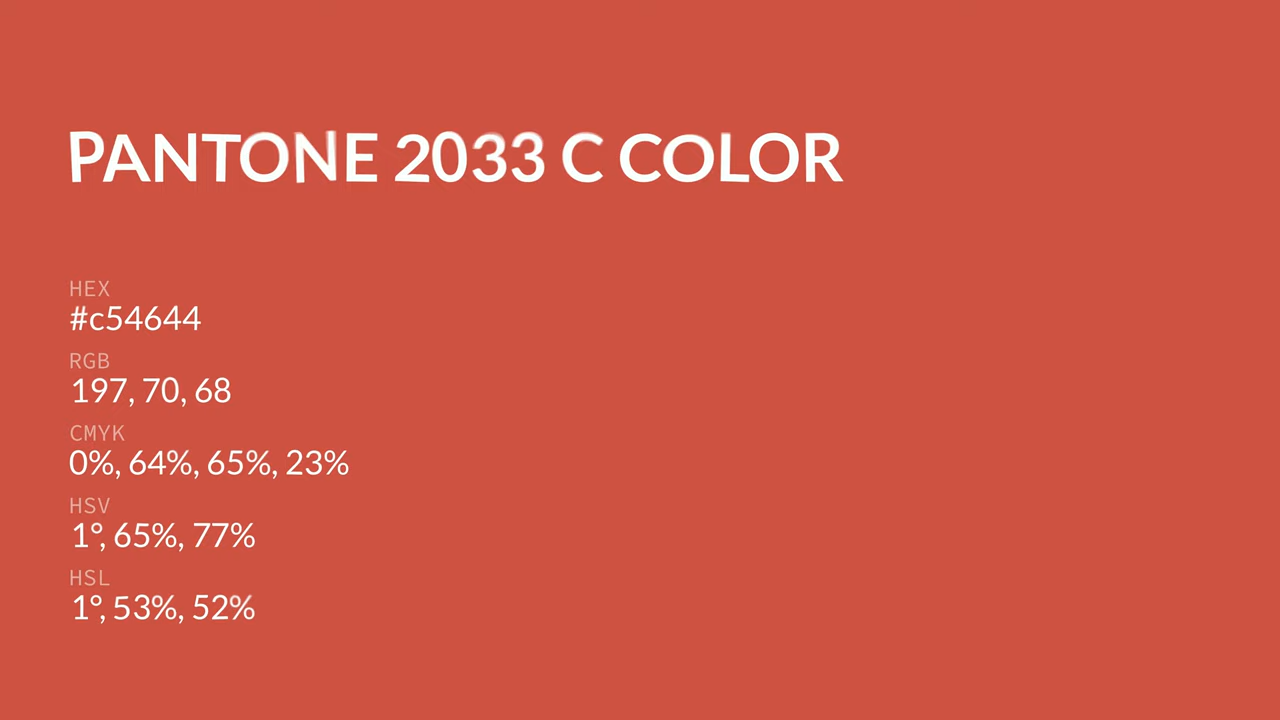 PANTONE 2033 C COLOR
HEX
#c54644
RGB
197, 70, 68
CMYK
0%, 64%, 65%, 23%
HSV
1°, 65%, 77%
HSL
1°, 53%, 52%